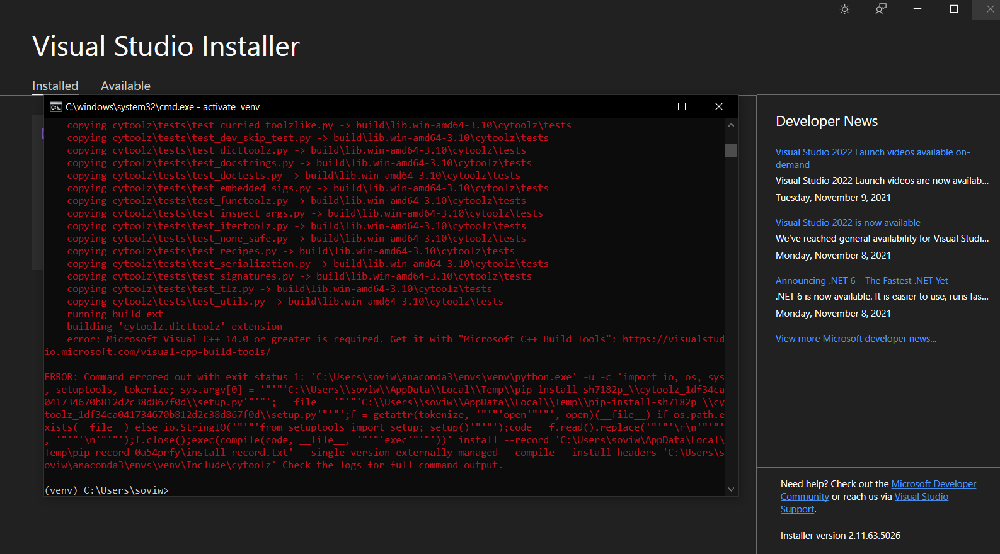 Visual Studio Installer
Installed
Available
C:\windows\system32\cmd.exe - activate  venv
copying cytoolz\tests\test_curried_toolzlike.py -> build\lib.win-amd64-3.10\cytoolz\tests
copying cytoolz\tests\test_dev_skip_test.py -> build\lib.win-amd64-3.10\cytoolz\tests
copying cytoolz\tests\test_dicttoolz.py -> build\lib.win-amd64-3.10\cytoolz\tests
copying cytoolz\tests\test_docstrings.py -> build\lib.win-amd64-3.10\cytoolz\tests
copying cytoolz\tests\test_doctests.py -> build\lib.win-amd64-3.10\cytoolz\tests
copying cytoolz\tests\test_embedded_sigs.py -> build\lib.win-amd64-3.10\cytoolz\tests
copying cytoolz\tests\test_functoolz.py -> build\lib.win-amd64-3.10\cytoolz\tests
copying cytoolz\tests\test_inspect_args.py -> build\lib.win-amd64-3.10\cytoolz\tests
copying cytoolz\tests\test_itertoolz.py -> build\lib.win-amd64-3.10\cytoolz\tests
copying cytoolz\tests\test_none_safe.py -> build\lib.win-amd64-3.10\cytoolz\tests
copying cytoolz\tests\test_recipes.py -> build\lib.win-amd64-3.10\cytoolz\tests
copying cytoolz\tests\test_serialization.py -> build\lib.win-amd64-3.10\cytoolz\tests
copying cytoolz\tests\test_signatures.py -> build\lib.win-amd64-3.10\cytoolz\tests
copying cytoolz\tests\test_tlz.py -> build\lib.win-amd64-3.10\cytoolz\tests
copying cytoolz\tests\test_utils.py -> build\lib.win-amd64-3.10\cytoolz\tests
running build_ext
building 'cytoolz.dicttoolz' extension
error: Microsoft Visual C++ 14.0 or greater is required. Get it with "Microsoft C++ Build Tools": https://visualstud
io.microsoft.com/visual-cpp-build-tools/
----------------------------------------
ERROR: Command errored out with exit status 1: 'C:\Users\soviw\anaconda3\envs\venv\python.exe' -u -c 'import io, os, sys
, setuptools, tokenize; sys.argv[0] = '"'"'C:\\Users\\soviw\\AppData\\Local\\Temp\\pip-install-sh7182p_\\cytoolz_1df34ca
041734670b812d2c38d867f0d\\setup.py'"'"'; __file__='"'"'C:\\Users\\soviw\\AppData\\Local\\Temp\\pip-install-sh7182p_\\cy
toolz_1df34ca041734670b812d2c38d867f0d\\setup.py'"'"';f = getattr(tokenize, '"'"'open'"'"', open)(__file__) if os.path.e
xists(__file__) else io.StringIO('"'"'from setuptools import setup; setup()'"'"');code = f.read().replace('"'"'\r\n'"'"'
, '"'"'\n'"'"');f.close();exec(compile(code, __file__, '"'"'exec'"'"'))' install --record 'C:\Users\soviw\AppData\Local\
Temp\pip-record-0a54prfy\install-record.txt' --single-version-externally-managed --compile --install-headers 'C:\Users\s
oviw\anaconda3\envs\venv\Include\cytoolz' Check the logs for full command output.
(venv) C:\Users\soviw>
Developer News
Visual Studio 2022 Launch videos available on-
demand
Visual Studio 2022 Launch videos are now availab...
Tuesday, November 9, 2021
Visual Studio 2022 is now available
We've reached general availability for Visual Studi...
Monday, November 8, 2021
Announcing .NET 6 – The Fastest .NET Yet
.NET 6 is now available. It is easier to use, runs fas...
Monday, November 8, 2021
View more Microsoft developer news...
Need help? Check out the Microsoft Developer
Community or reach us via Visual Studio
Support.
Installer version 2.11.63.5026